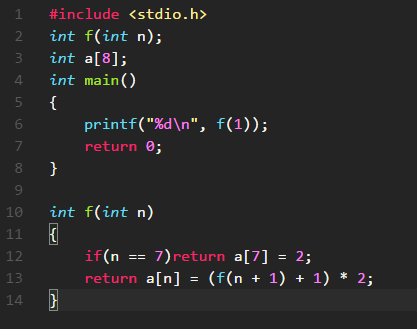 1 #include <stdio.h>
2 int f(int n);
3 int a[8];
4 int main()
5 {
6     printf("%d\n", f(1));
7     return 0;
8 }
9
10 int f(int n)
11 {
12     if(n == 7)return a[7] = 2;
13     return a[n] = (f(n + 1) + 1) * 2;
14 }